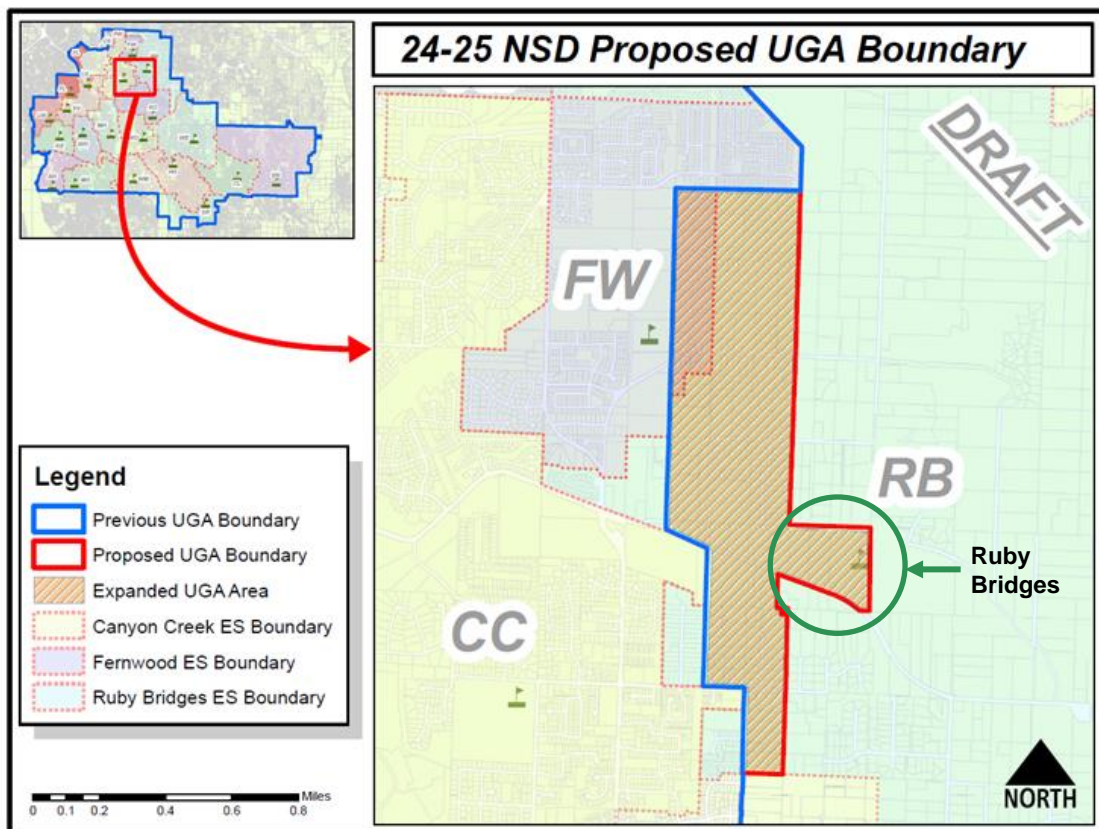 24-25 NSD Proposed UGA Boundary
DRAFT
FW
RB
Ruby
Bridges
CC
Legend
Previous UGA Boundary
Proposed UGA Boundary
Expanded UGA Area
Canyon Creek ES Boundary
Fernwood ES Boundary
Ruby Bridges ES Boundary
Miles
0 0.1 0.2 0.4 0.6 0.8
NORTH